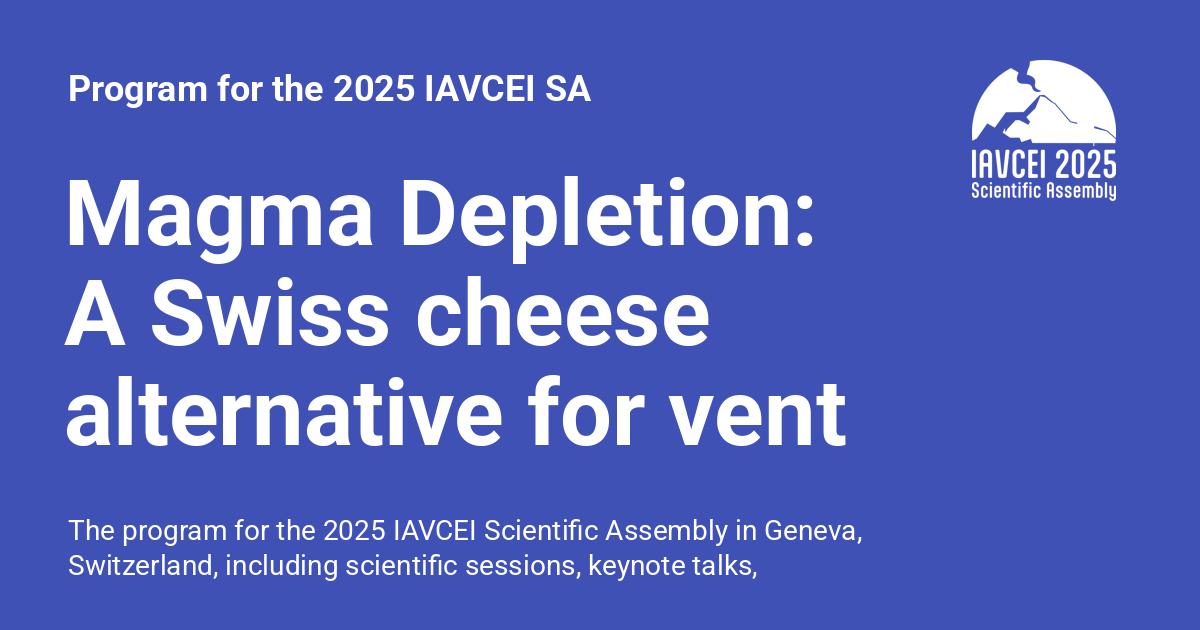 Program for the 2025 IAVCEI SA
IAVCEI 2025
Scientific Assembly
Magma Depletion:
A Swiss cheese
alternative for vent
The program for the 2025 IAVCEI Scientific Assembly in Geneva,
Switzerland, including scientific sessions, keynote talks,